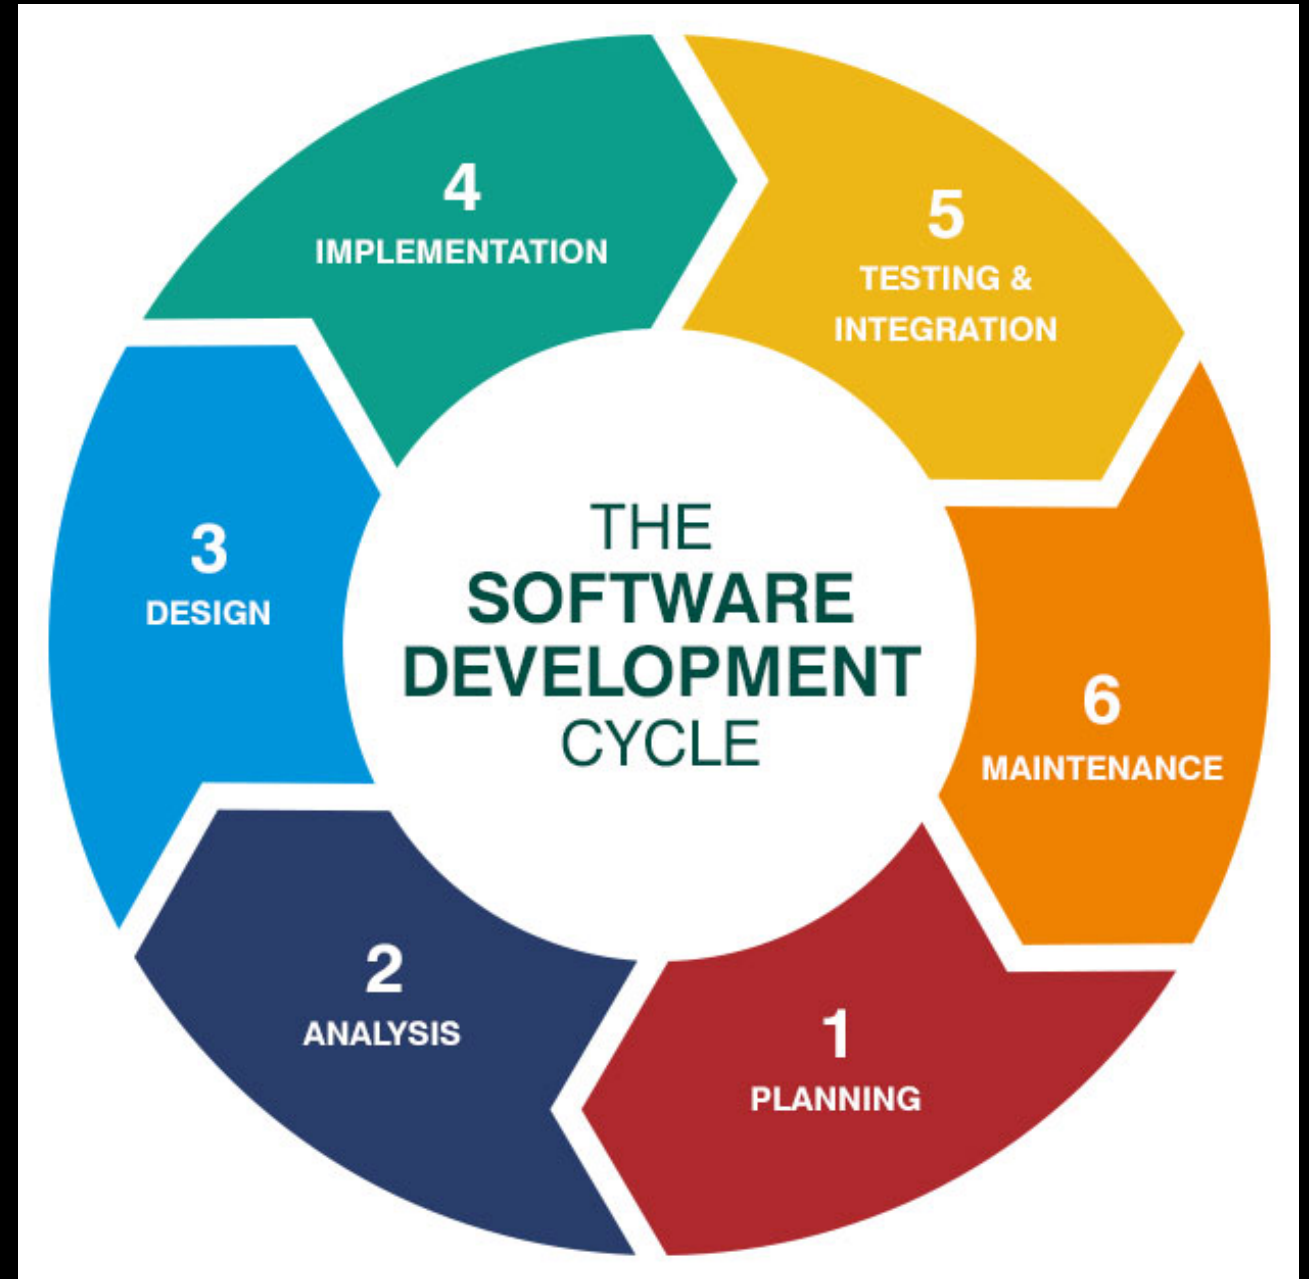 THE
SOFTWARE
DEVELOPMENT
CYCLE
1
PLANNING
2
ANALYSIS
3
DESIGN
4
IMPLEMENTATION
5
TESTING &
INTEGRATION
6
MAINTENANCE